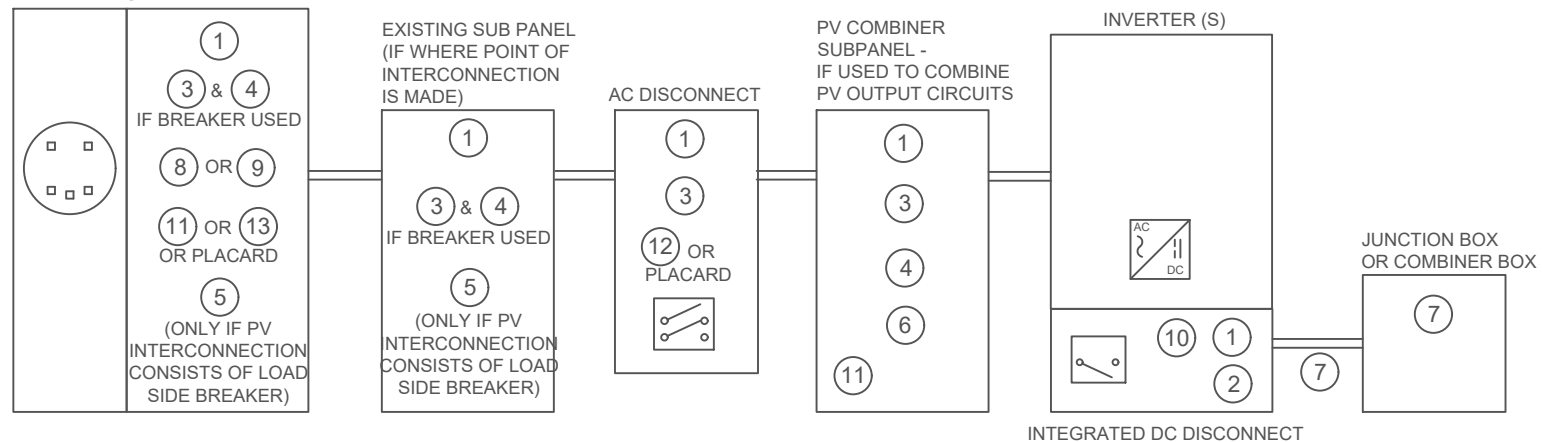 1
3 & 4
IF BREAKER USED
8 OR 9
11 OR 13
OR PLACARD
5
(ONLY IF PV
INTERCONNECTION
CONSISTS OF LOAD
SIDE BREAKER)
EXISTING SUB PANEL
(IF WHERE POINT OF
INTERCONNECTION
IS MADE)
1
3 & 4
IF BREAKER USED
5
(ONLY IF PV
INTERCONNECTION
CONSISTS OF LOAD
SIDE BREAKER)
AC DISCONNECT
1
3
12 OR
PLACARD
PV COMBINER
SUBPANEL -
IF USED TO COMBINE
PV OUTPUT CIRCUITS
1
3
4
6
11
INVERTER (S)
AC
DC
10 1
2
INTEGRATED DC DISCONNECT
7
JUNCTION BOX
OR COMBINER BOX
7